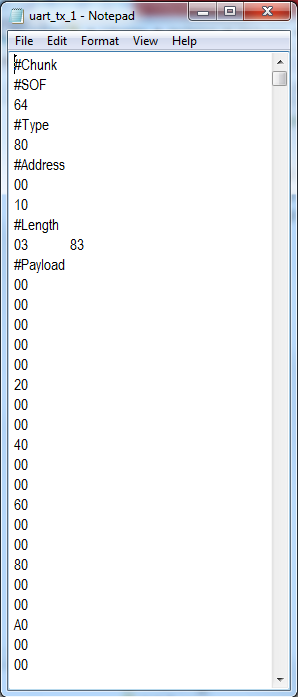 uart_tx_1 - Notepad
File Edit Format View Help
#Chunk
#SOF
64
#Type
80
#Address
00
10
#Length
03 83
#Payload
00
00
00
00
00
20
00
00
40
00
00
60
00
00
80
00
00
A0
00
00